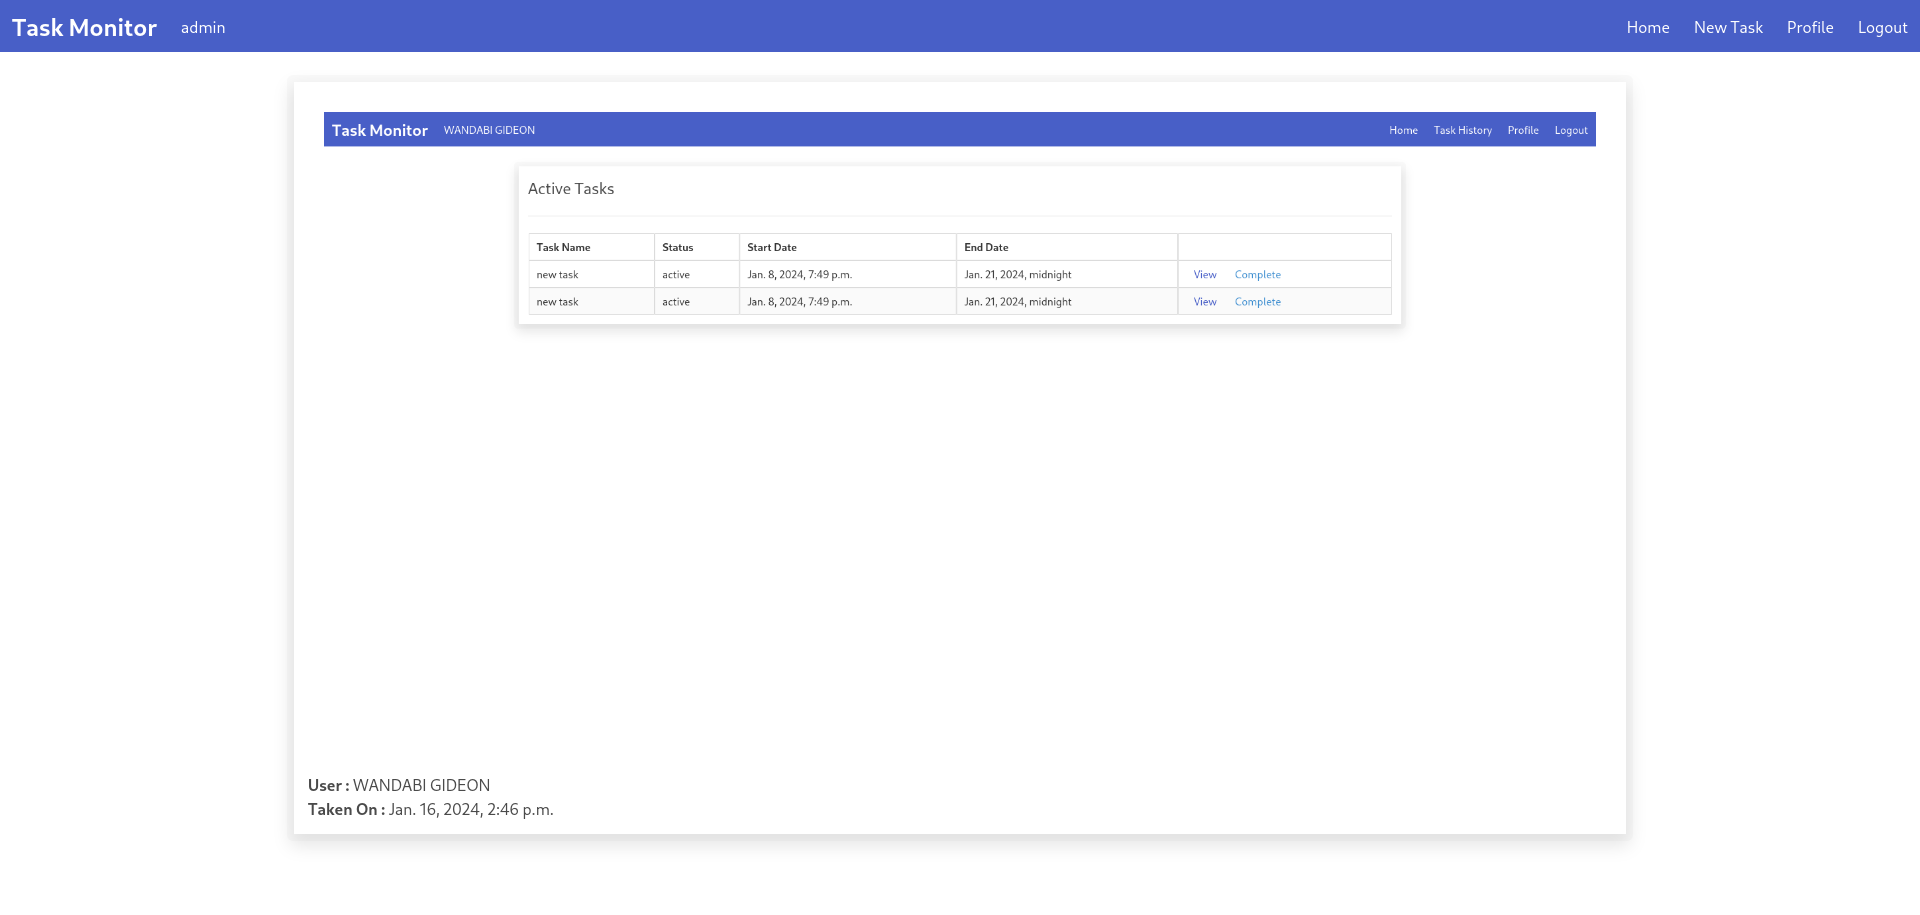 Task Monitor admin Home New Task Profile Logout
Task Monitor WANDABI GIDEON Home Task History Profile Logout
Active Tasks
Task Name Status Start Date End Date
new task active Jan. 8, 2024, 7:49 p.m. Jan. 21, 2024, midnight View Complete
new task active Jan. 8, 2024, 7:49 p.m. Jan. 21, 2024, midnight View Complete
User : WANDABI GIDEON
Taken On : Jan. 16, 2024, 2:46 p.m.